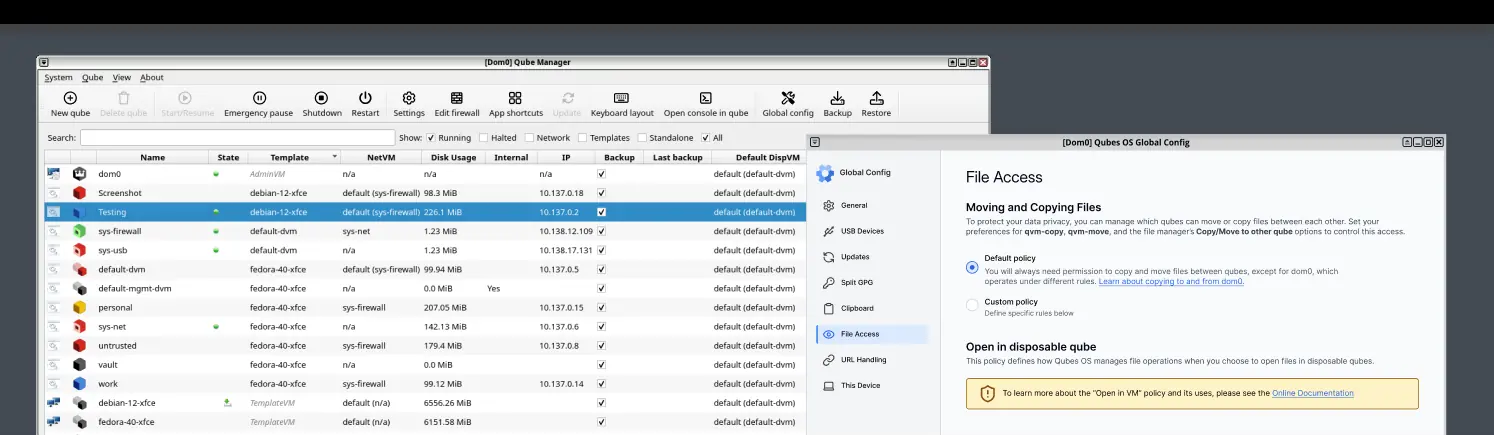 [Dom0] Qube Manager
System Qube View About
New qube Delete qube Start/Resume Emergency pause Shutdown Restart Settings Edit firewall App shortcuts Update Keyboard layout Open console in qube Global config Backup Restore
Search: Show: Running Halted Network Templates Standalone All
Name State Template NetVM Disk Usage Internal IP Backup Last backup Default DispVM
dom0 AdminVM n/a n/a n/a default (default-dvm)
Screenshot debian-12-xfce default (sys-firewall) 98.3 MiB 10.137.0.18 default (default-dvm)
Testing debian-12-xfce default (sys-firewall) 226.1 MiB 10.137.0.2 default (default-dvm)
sys-firewall default-dvm sys-net 1.23 MiB 10.138.12.109 default (default-dvm)
sys-usb default-dvm n/a 1.23 MiB 10.138.17.131 default (default-dvm)
default-dvm fedora-40-xfce default (sys-firewall) 99.94 MiB 10.137.0.5 default (default-dvm)
default-mgmt-dvm fedora-40-xfce n/a 0.0 MiB Yes default (default-dvm)
personal fedora-40-xfce sys-firewall 207.05 MiB 10.137.0.15 default (default-dvm)
sys-net fedora-40-xfce n/a 142.13 MiB 10.137.0.6 default (default-dvm)
untrusted fedora-40-xfce sys-firewall 179.4 MiB 10.137.0.8 default (default-dvm)
vault fedora-40-xfce n/a 0.0 MiB default (default-dvm)
work fedora-40-xfce sys-firewall 99.12 MiB 10.137.0.14 default (default-dvm)
debian-12-xfce TemplateVM default (n/a) 6556.26 MiB default (default-dvm)
fedora-40-xfce TemplateVM default (n/a) 6151.58 MiB default (default-dvm)
[Dom0] Qubes OS Global Config
Global Config
General
USB Devices
Updates
Split GPG
Clipboard
File Access
URL Handling
This Device
File Access
Moving and Copying Files
To protect your data privacy, you can manage which qubes can move or copy files between each other. Set your
preferences for qvm-copy, qvm-move, and the file manager's Copy/Move to other qube options to control this access.
Default policy
You will always need permission to copy and move files between qubes, except for dom0, which
operates under different rules. Learn about copying to and from dom0.
Custom policy
Define specific rules below
Open in disposable qube
This policy defines how Qubes OS manages file operations when you choose to open files in disposable qubes.
To learn more about the "Open in VM" policy and its uses, please see the Online Documentation